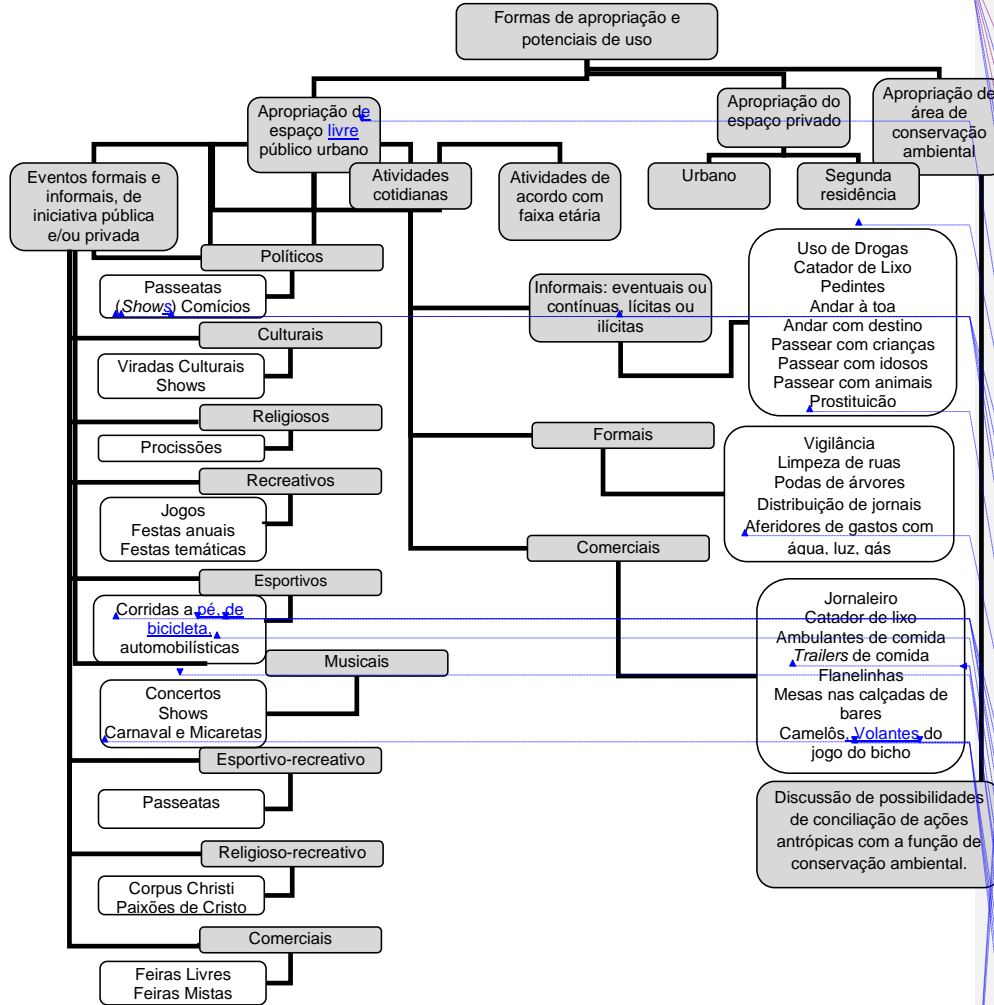 Formas de apropriação e
potenciais de uso
Apropriação de
espaço livre
público urbano
Apropriação do
espaço privado
Apropriação de
área de
conservação
ambiental
Eventos formais e
informais, de
iniciativa pública
e/ou privada
Atividades
cotidianas
Atividades de
acordo com
faixa etária
Urbano
Segunda
residência
Políticos
Passeatas
(Shows) Comícios
Culturais
Viradas Culturais
Shows
Religiosos
Procissões
Recreativos
Jogos
Festas anuais
Festas temáticas
Esportivos
Corridas a pé, de
bicicleta,
automobilísticas
Musicais
Concertos
Shows
Carnaval e Micaretas
Esportivo-recreativo
Passeatas
Religioso-recreativo
Corpus Christi
Paixões de Cristo
Comerciais
Feiras Livres
Feiras Mistas
Informais: eventuais ou
contínuas, lícitas ou
ilícitas
Uso de Drogas
Catador de Lixo
Pedintes
Andar à toa
Andar com destino
Passear com crianças
Passear com idosos
Passear com animais
Prostituicão
Formais
Vigilância
Limpeza de ruas
Podas de árvores
Distribuição de jornais
Aferidores de gastos com
água, luz, gás
Comerciais
Jornaleiro
Catador de lixo
Ambulantes de comida
Trailers de comida
Flanelinhas
Mesas nas calçadas de
bares
Camelôs, Volantes do
jogo do bicho
Discussão de possibilidades
de conciliação de ações
antrópicas com a função de
conservação ambiental.